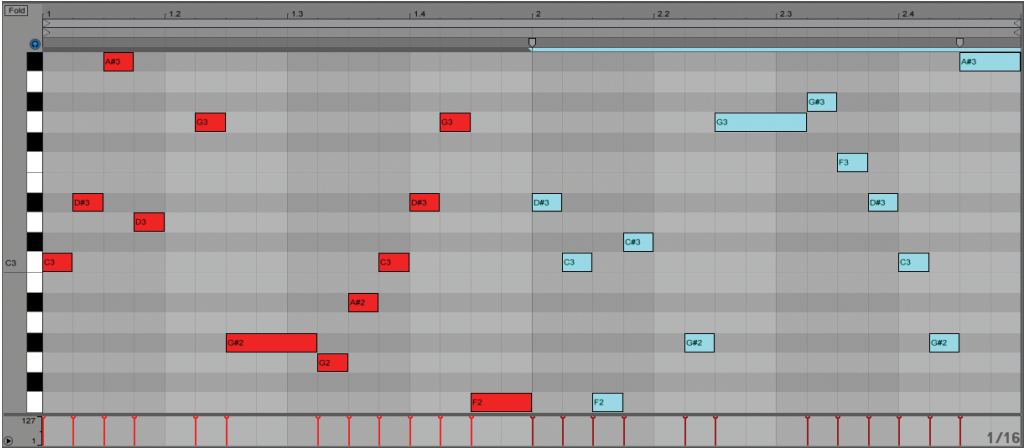 Fold 1 1.2 1.3 1.4 2 2.2 2.3 2.4
A#3 A#3
G#3
G3 G3 G3
F3
D#3 D#3 D#3 D#3
D3
C#3
C3 C3 C3 C3 C3
A#2
G#2 G#2 G#2
G2
F2 F2
127
1 1/16